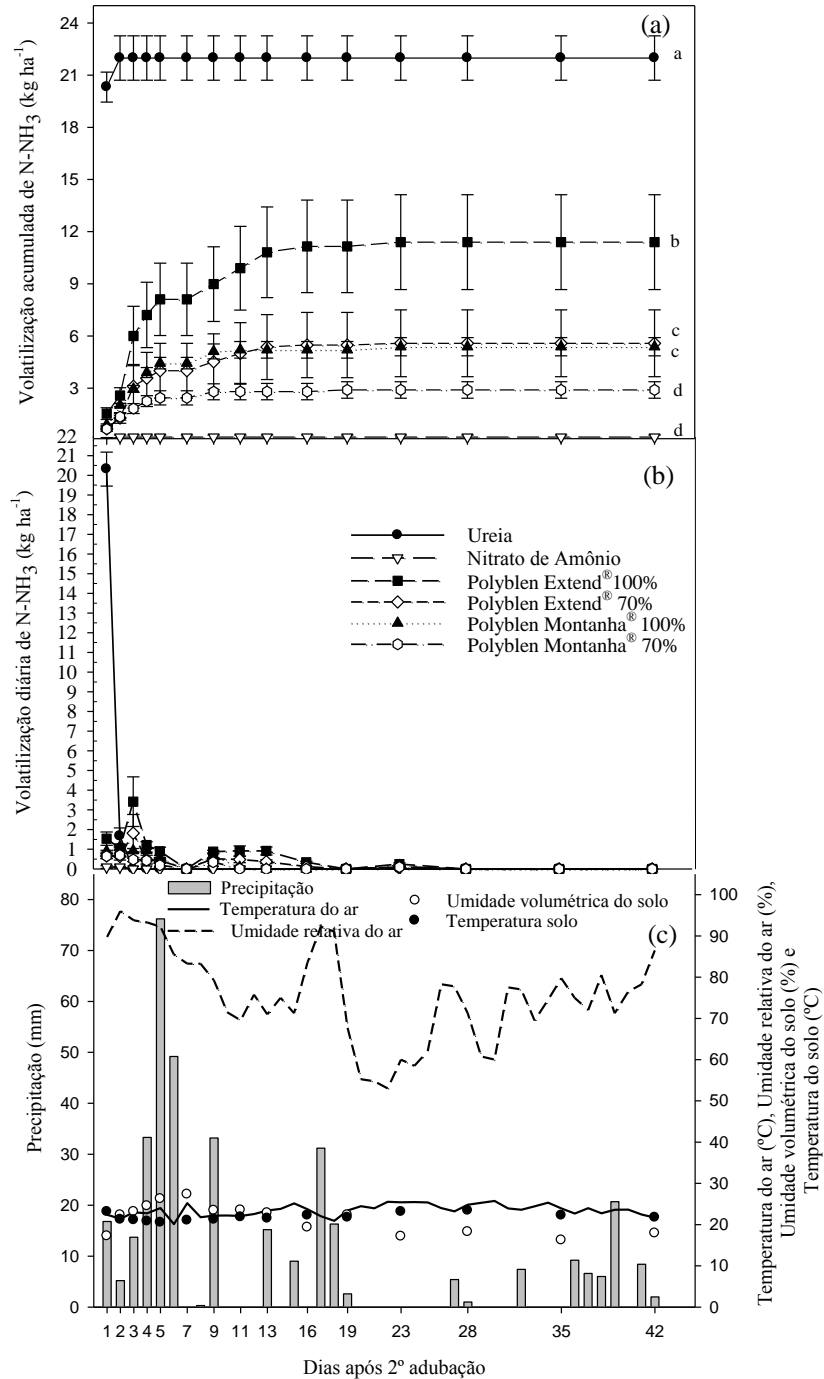 24
21
18
15
12
9
6
3
Volatilização acumulada de N-NH3 (kg ha-1)
(a)
a
b
c
c
d
d
22
21
20
19
18
17
16
15
14
13
12
11
10
9
8
7
6
5
4
3
2
1
0
Volatilização diária de N-NH3 (kg ha-1)
(b)
Ureia
Nitrato de Amônio
Polyblen Extend® 100%
Polyblen Extend® 70%
Polyblen Montanha® 100%
Polyblen Montanha® 70%
80
70
60
50
40
30
20
10
0
Precipitação (mm)
Precipitação
Temperatura do ar
Umidade relativa do ar
Umidade volumétrica do solo
Temperatura solo
(c)
100
90
80
70
60
50
40
30
20
10
0
Temperatura do ar (ºC), Umidade relativa do ar (%),
Umidade volumétrica do solo (%) e
Temperatura do solo (ºC)
1 2 3 4 5 7 9 11 13 16 19 23 28 35 42
Dias após 2º adubação